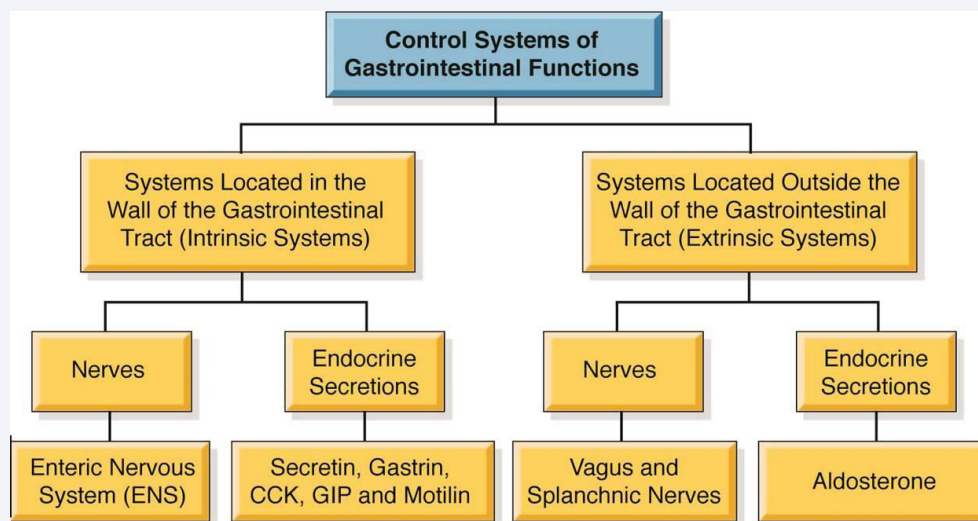 Control Systems of
Gastrointestinal Functions
Systems Located in the
Wall of the Gastrointestinal
Tract (Intrinsic Systems)
Systems Located Outside the
Wall of the Gastrointestinal
Tract (Extrinsic Systems)
Nerves
Endocrine
Secretions
Nerves
Endocrine
Secretions
Enteric Nervous
System (ENS)
Secretin, Gastrin,
CCK, GIP and Motilin
Vagus and
Splanchnic Nerves
Aldosterone